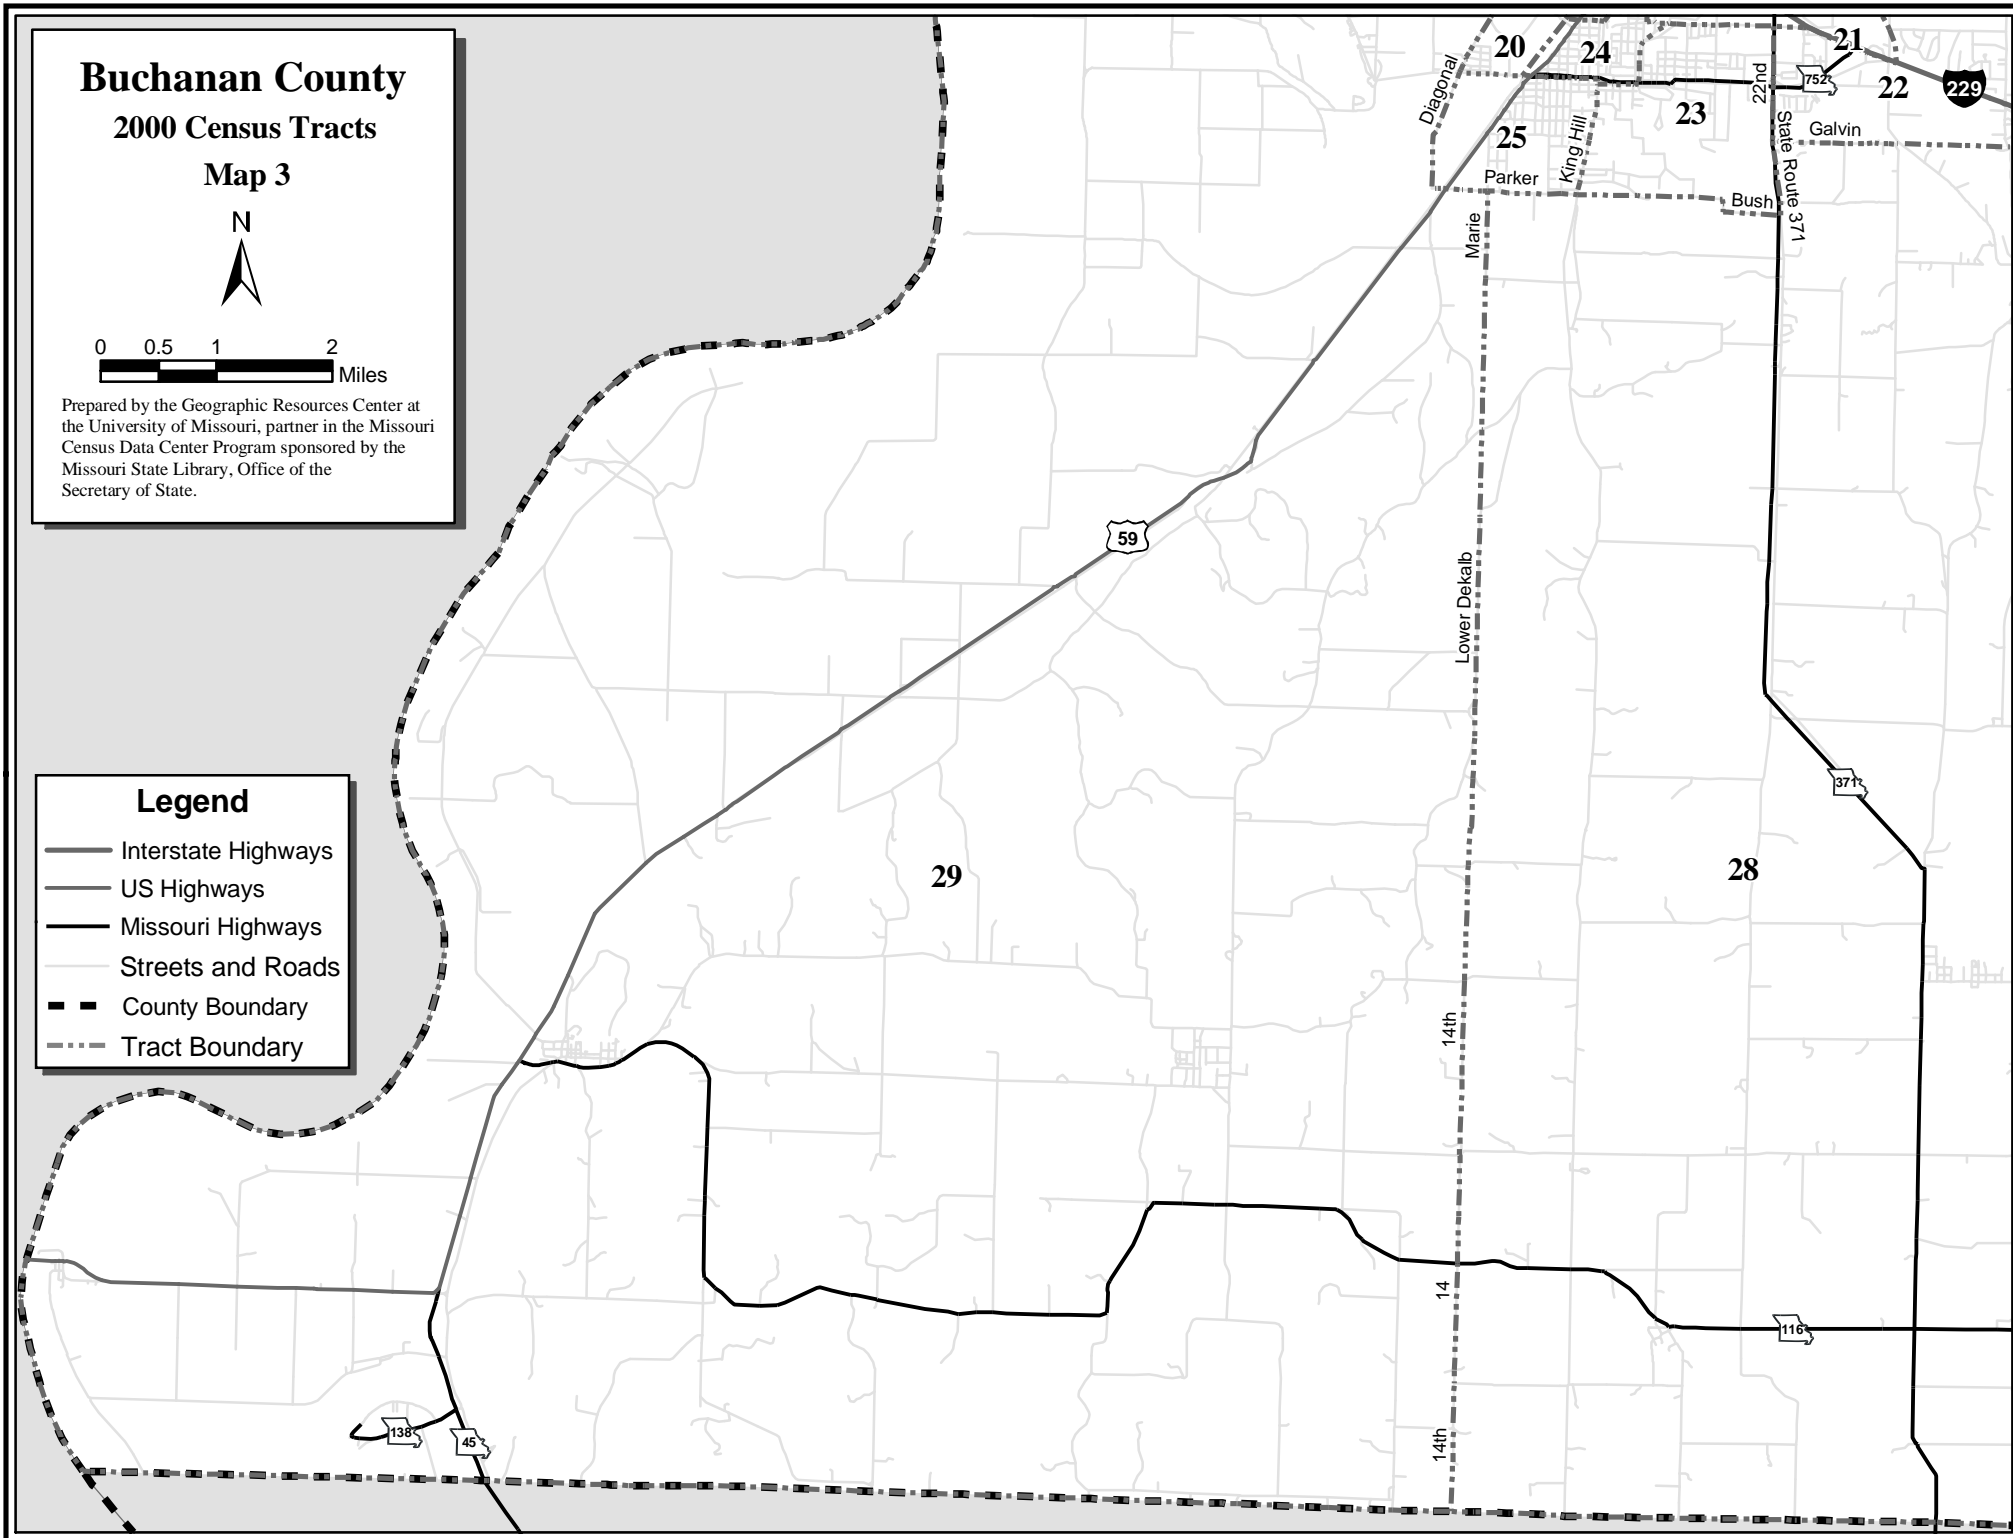 Buchanan County
2000 Census Tracts
Map 3
N
0 0.5 1 2
Miles
Prepared by the Geographic Resources Center at
the University of Missouri, partner in the Missouri
Census Data Center Program sponsored by the
Missouri State Library, Office of the
Secretary of State.
Legend
Interstate Highways
US Highways
Missouri Highways
Streets and Roads
County Boundary
Tract Boundary
20
24
21
22
23
25
752
229
Diagonal
22nd
King Hill
Galvin
Parker
Bush
State Route 371
Marie
59
Lower Dekalb
371
29
28
14th
14
116
14th
138
45